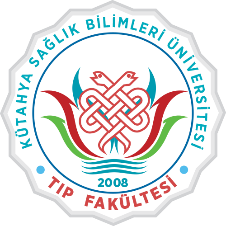 KÜTAHYA SAĞLIK BİLİMLERİ ÜNİVERSİTESİ
2008
TIP FAKÜLTESİ